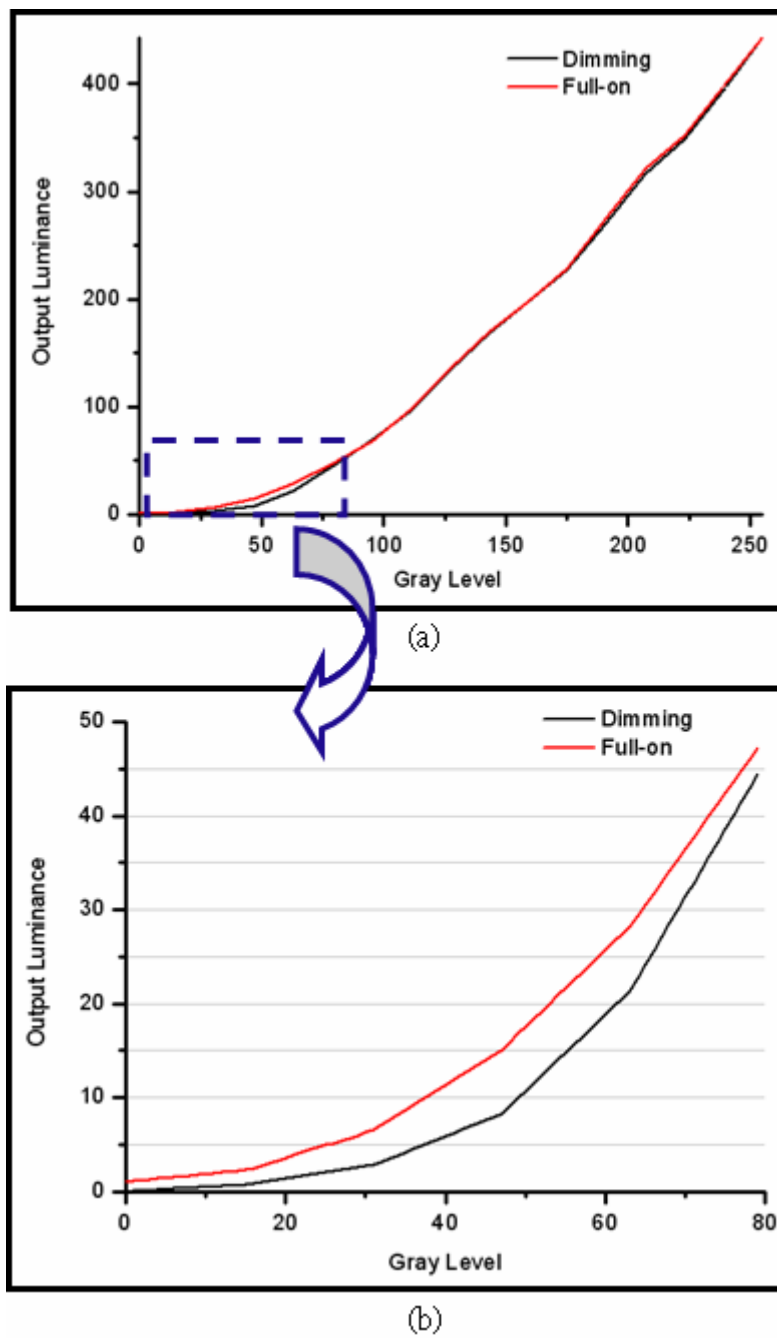 Dimming
Full-on
400
300
200
100
0
Output Luminance
0 50 100 150 200 250
Gray Level
(a)
Dimming
Full-on
50
40
30
20
10
0
Output Luminance
0 20 40 60 80
Gray Level
(b)